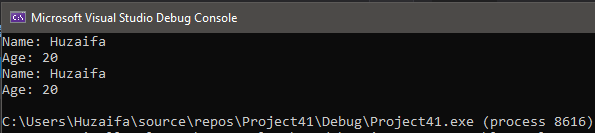 Microsoft Visual Studio Debug Console
Name: Huzaifa
Age: 20
Name: Huzaifa
Age: 20
C:\Users\Huzaifa\source\repos\Project41\Debug\Project41.exe (process 8616)